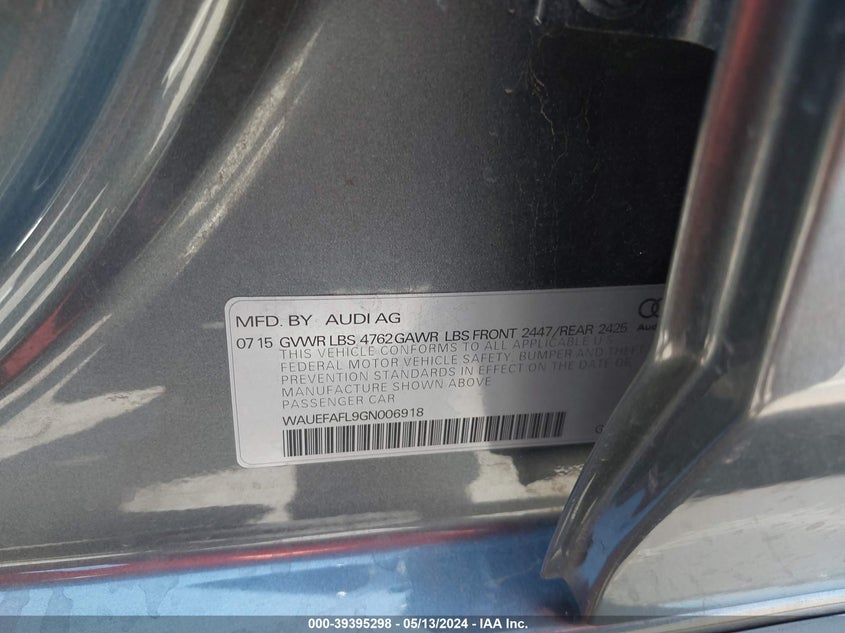 MFD. BY AUDI AG
07 15 GVWR LBS 4762 GAWR LBS FRONT 2447/REAR 2425
THIS VEHICLE CONFORMS TO ALL APPLICABLE U.S.
FEDERAL MOTOR VEHICLE SAFETY, BUMPER AND THEFT
PREVENTION STANDARDS IN EFFECT ON THE DATE OF
MANUFACTURE SHOWN ABOVE
PASSENGER CAR
WAUEFAFL9GN006918
000-39395298 - 05/13/2024 - IAA Inc.